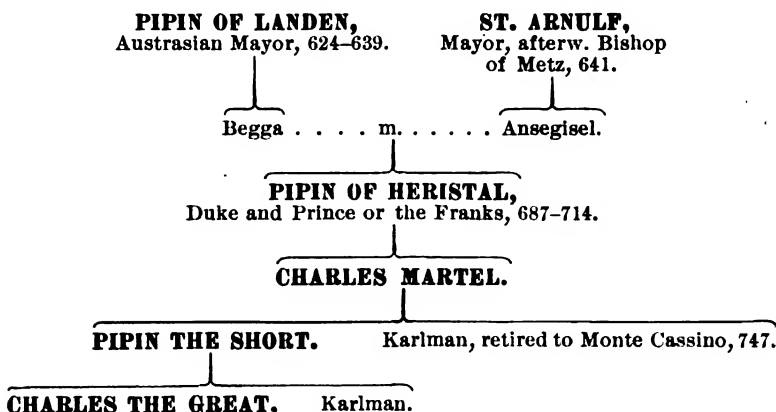 PIPIN OF LANDEN, ST. ARNULF,
Austrasian Mayor, 624–639. Mayor, afterw. Bishop
of Metz, 641.
Begga . . . . m. . . . . . Ansegisel.
PIPIN OF HERISTAL,
Duke and Prince or the Franks, 687–714.
CHARLES MARTEL.
PIPIN THE SHORT. Karlman, retired to Monte Cassino, 747.
CHARLES THE GREAT. Karlman.